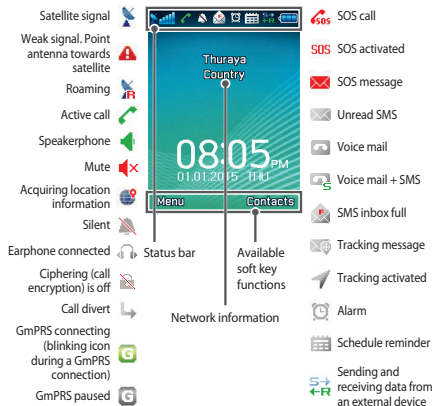 Satellite signal
Weak signal. Point
antenna towards
satellite
Roaming
Active call
Speakerphone
Mute
Acquiring location
information
Silent
Earphone connected
Ciphering (call
encryption) is off
Call divert
GmPRS connecting
(blinking icon
during a GmPRS
connection)
G
GmPRS paused
G
Thuraya
Country
08:05PM
01.01.2015 THU
Menu
Contacts
Status bar
Available
soft key
functions
Network information
SOS
SOS call
SOS
SOS activated
SOS message
Unread SMS
Voice mail
Voice mail + SMS
SMS inbox full
Tracking message
Tracking activated
Alarm
Schedule reminder
S
R
Sending and
receiving data from
an external device